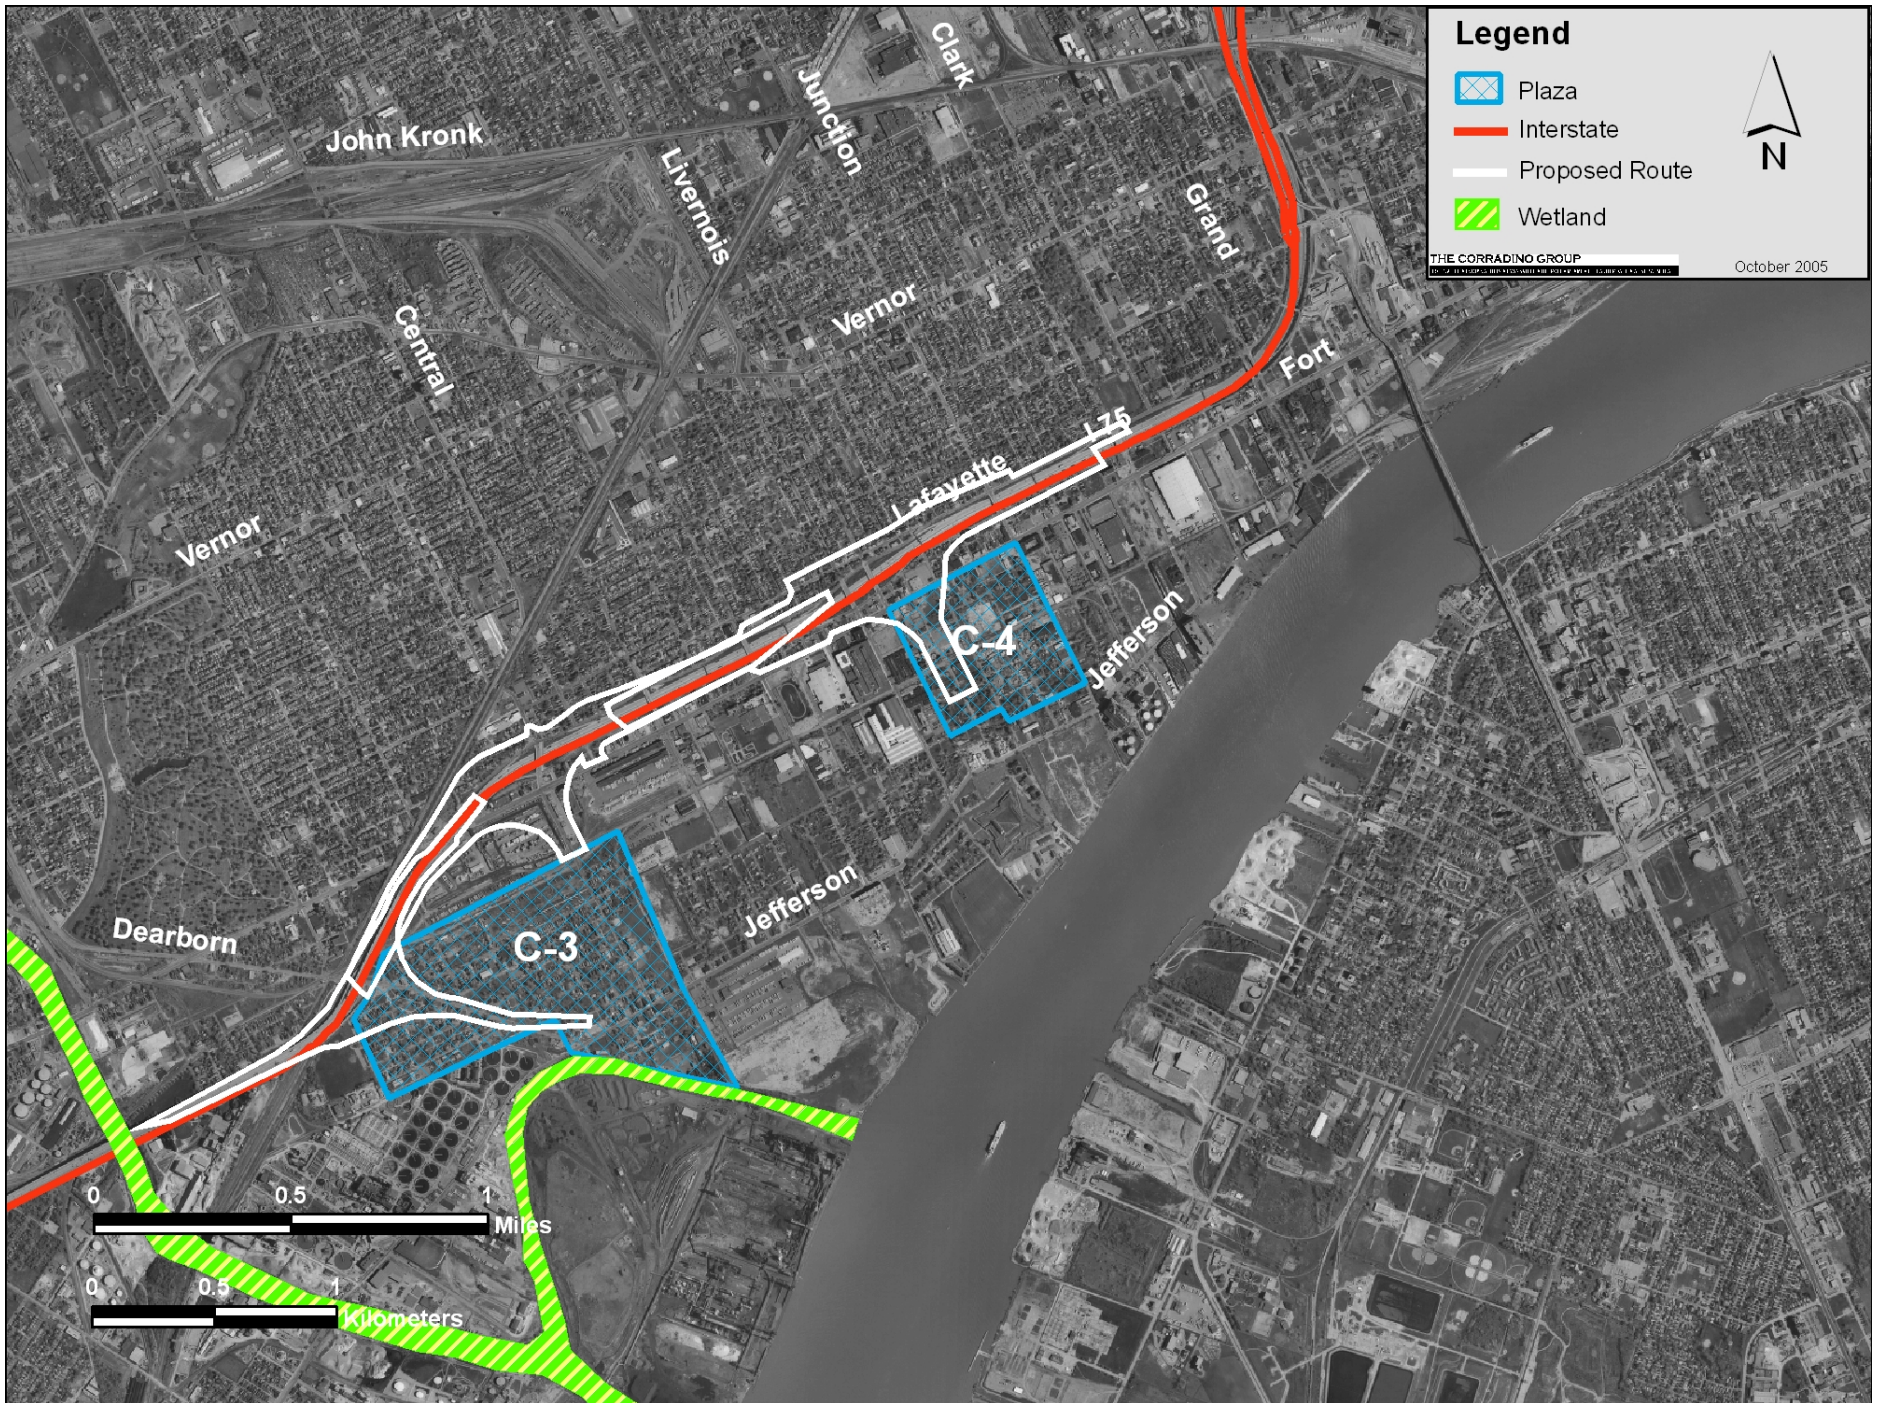 Legend
Plaza
Interstate
Proposed Route
Wetland
N
THE CORRADINO GROUP
October 2005
Clark
Junction
John Kronk
Livernois
Grand
Vernor
Central
Fort
I-75
Lafayette
Vernor
C-4
Jefferson
Jefferson
Dearborn
C-3
0 0.5 1
Miles
0 0.5 1
Kilometers